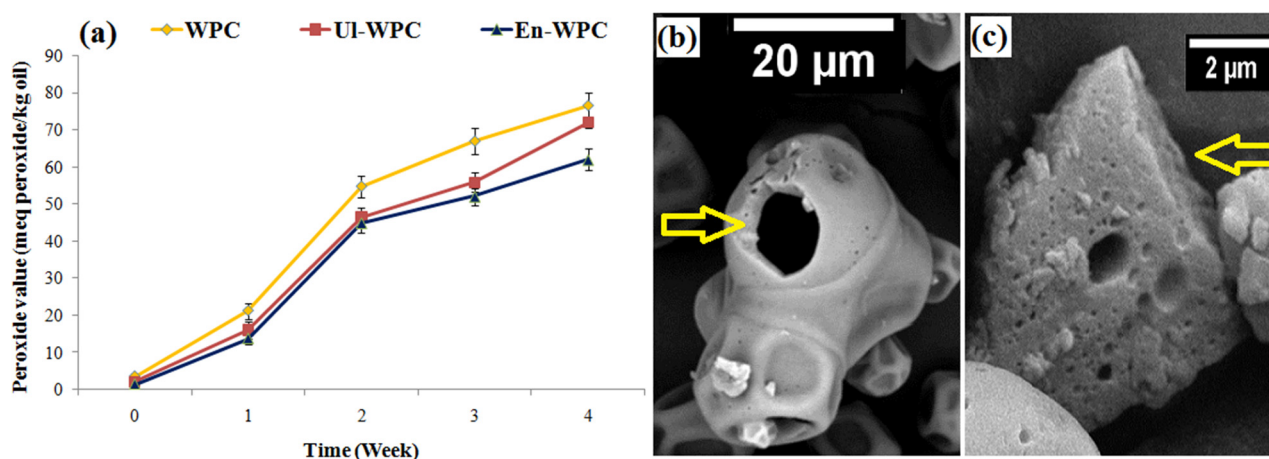 (a) WPC Ul-WPC En-WPC
Peroxide value (meq peroxide/kg oil)
90
80
70
60
50
40
30
20
10
0
0 1 2 3 4
Time (Week)
(b)
20 µm
(c)
2 µm